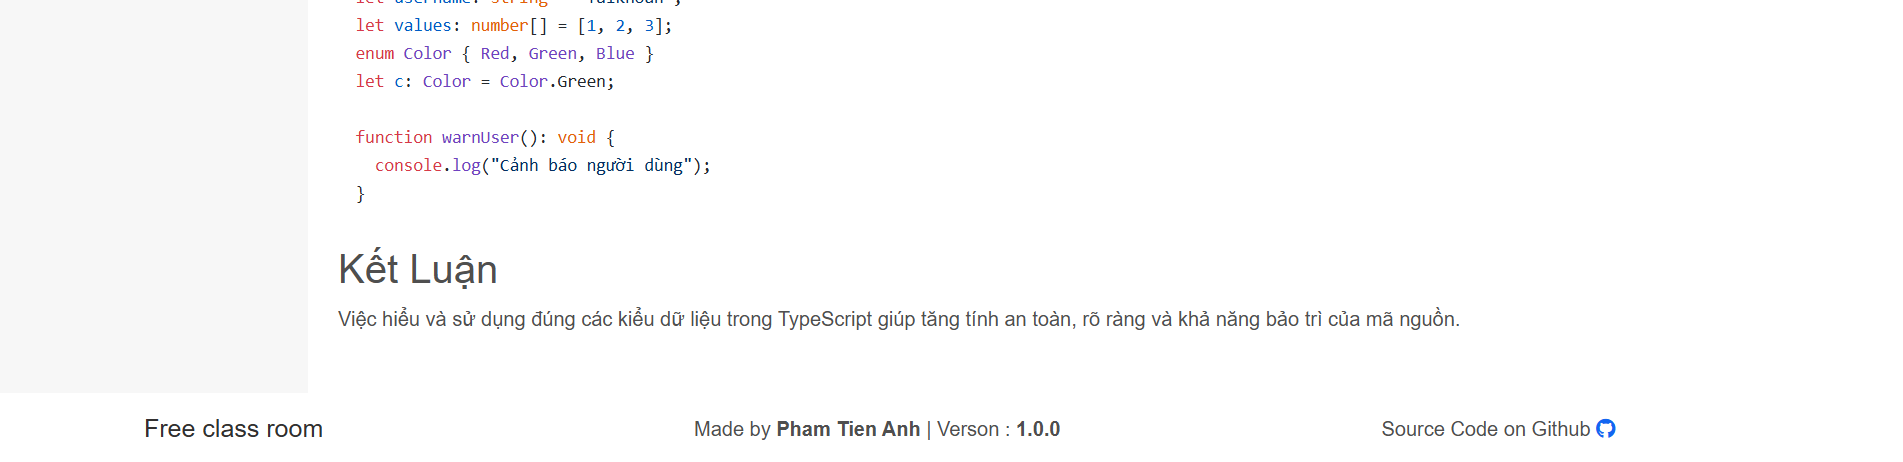 let username: string
let values: number[] = [1, 2, 3];
enum Color { Red, Green, Blue }
let c: Color = Color.Green;
function warnUser(): void {
console.log("Cảnh báo người dùng");
}
Kết Luận
Việc hiểu và sử dụng đúng các kiểu dữ liệu trong TypeScript giúp tăng tính an toàn, rõ ràng và khả năng bảo trì của mã nguồn.
Free class room
Made by Pham Tien Anh | Verson : 1.0.0
Source Code on Github